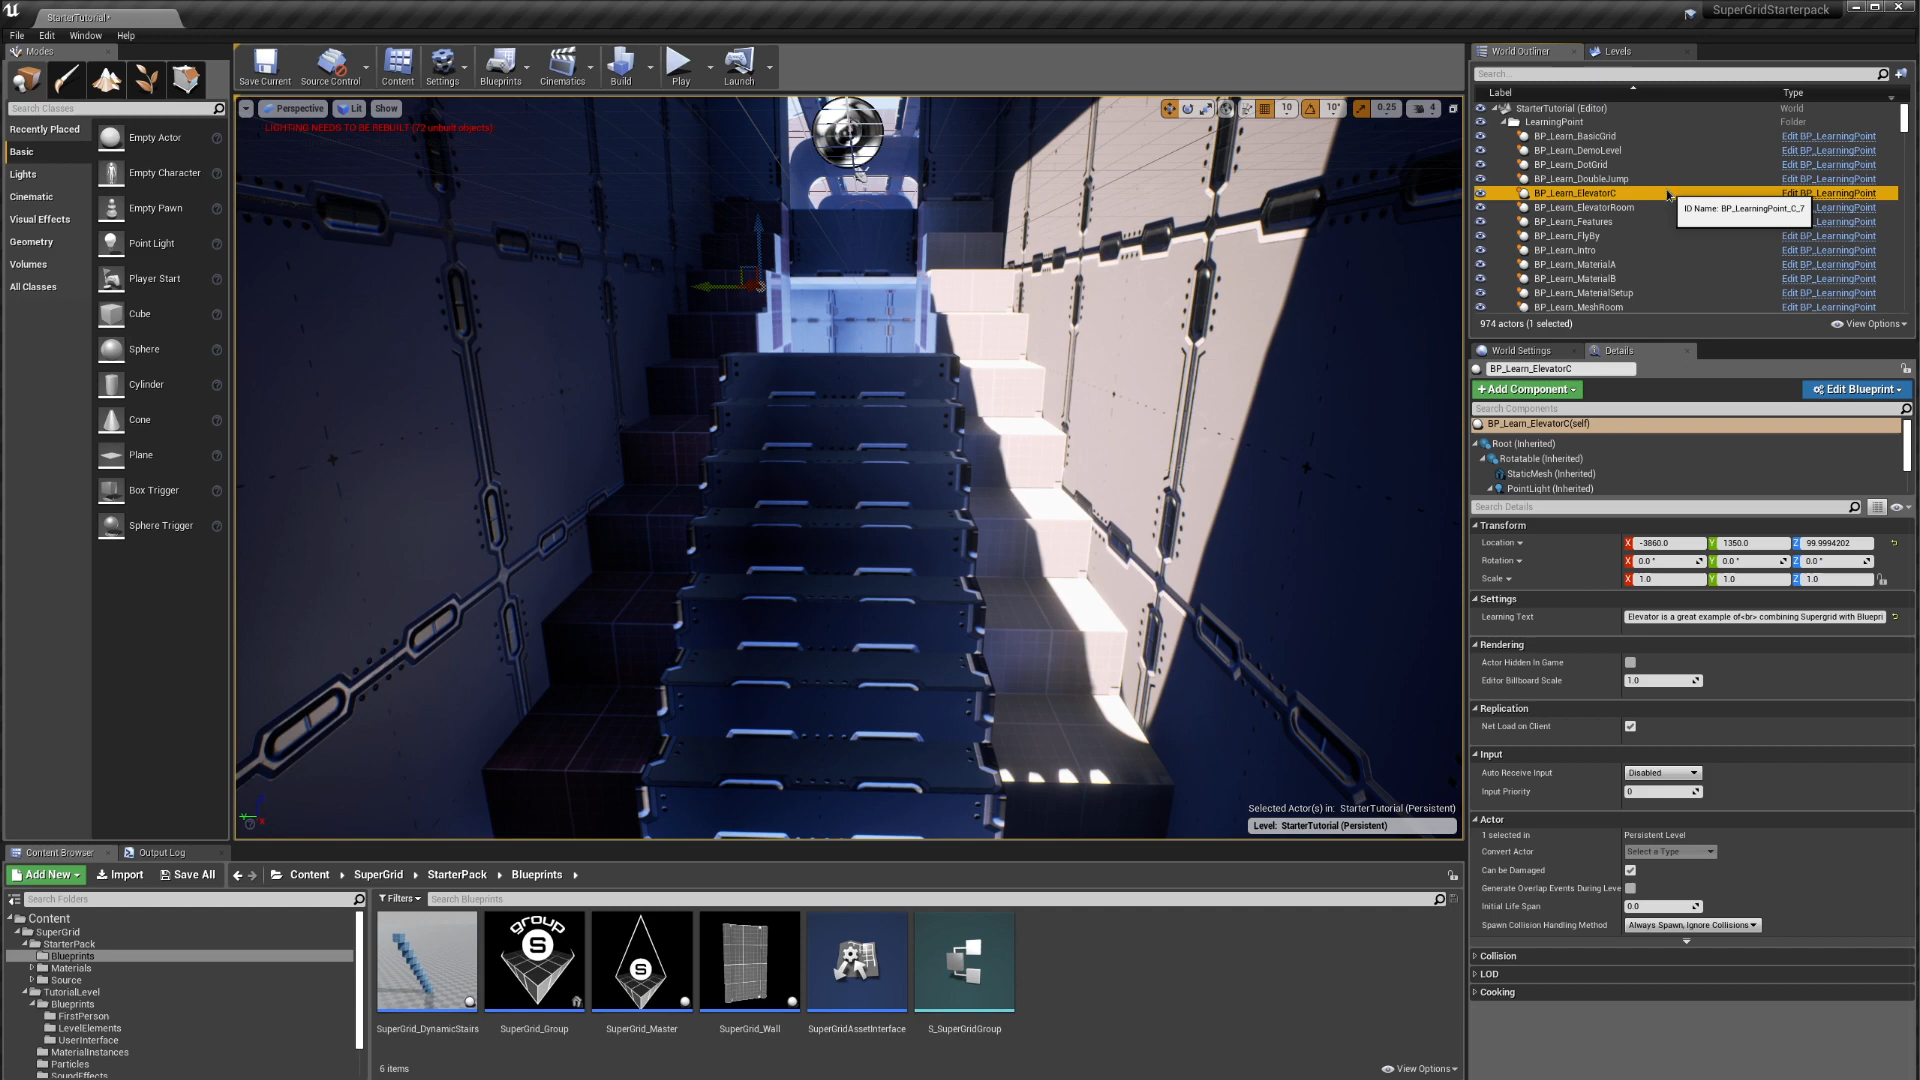 StarterTutorial*
SuperGridStarterpack
File Edit Window Help
Modes
Search Classes
Recently Placed
Basic
Lights
Cinematic
Visual Effects
Geometry
Volumes
All Classes
Empty Actor
Empty Character
Empty Pawn
Point Light
Player Start
Cube
Sphere
Cylinder
Cone
Plane
Box Trigger
Sphere Trigger
Save Current Source Control Content Settings Blueprints Cinematics Build Play Launch
Perspective Lit Show
10 10° 0.25 4
LIGHTING NEEDS TO BE REBUILT (72 unbuilt objects)
Selected Actor(s) in: StarterTutorial (Persistent)
Level: StarterTutorial (Persistent)
World Outliner Levels
Search...
Label Type
StarterTutorial (Editor) World
LearningPoint Folder
BP_Learn_BasicGrid Edit BP_LearningPoint
BP_Learn_DemoLevel Edit BP_LearningPoint
BP_Learn_DotGrid Edit BP_LearningPoint
BP_Learn_DoubleJump Edit BP_LearningPoint
BP_Learn_ElevatorC Edit BP_LearningPoint
BP_Learn_ElevatorRoom LearningPoint
ID Name: BP_LearningPoint_C_7
BP_Learn_Features LearningPoint
BP_Learn_FlyBy Edit BP_LearningPoint
BP_Learn_Intro Edit BP_LearningPoint
BP_Learn_MaterialA Edit BP_LearningPoint
BP_Learn_MaterialB Edit BP_LearningPoint
BP_Learn_MaterialSetup Edit BP_LearningPoint
BP_Learn_MeshRoom Edit BP_LearningPoint
974 actors (1 selected) View Options
World Settings Details
BP_Learn_ElevatorC
+Add Component Edit Blueprint
Search Components
BP_Learn_ElevatorC(self)
Root (Inherited)
Rotatable (Inherited)
StaticMesh (Inherited)
PointLight (Inherited)
Search Details
Transform
Location X -3860.0 Y 1350.0 Z 99.9994202
Rotation X 0.0° Y 0.0° Z 0.0°
Scale X 1.0 Y 1.0 Z 1.0
Settings
Learning Text Elevator is a great example of<br> combining Supergrid with Bluepri
Rendering
Actor Hidden In Game
Editor Billboard Scale 1.0
Replication
Net Load on Client
Input
Auto Receive Input Disabled
Input Priority 0
Actor
1 selected in Persistent Level
Convert Actor Select a Type
Can be Damaged
Generate Overlap Events During Leve
Initial Life Span 0.0
Spawn Collision Handling Method Always Spawn, Ignore Collisions
Collision
LOD
Cooking
Content Browser Output Log
Add New Import Save All Content SuperGrid StarterPack Blueprints
Search Folders
Filters Search Blueprints
Content
SuperGrid
StarterPack
Blueprints
Materials
Source
TutorialLevel
Blueprints
FirstPerson
LevelElements
UserInterface
MaterialInstances
Particles
SoundEffects
group
S
S
SuperGrid_DynamicStairs
SuperGrid_Group
SuperGrid_Master
SuperGrid_Wall
SuperGridAssetInterface
S_SuperGridGroup
6 items View Options